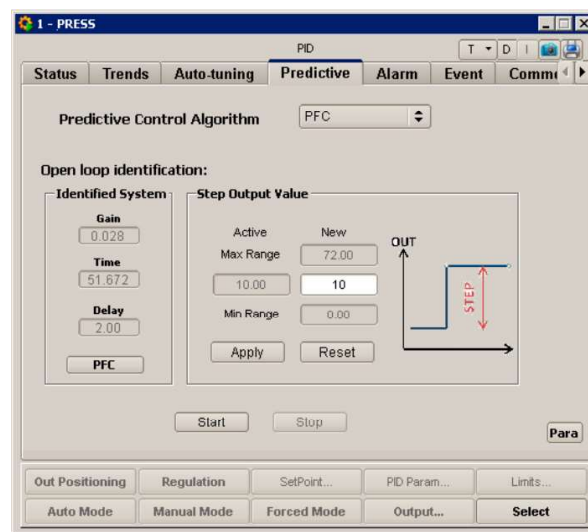 1 - PRESS
PID
T D I
Status Trends Auto-tuning Predictive Alarm Event
Predictive Control Algorithm PFC
Open loop identification:
Identified System Step Output Value
Gain
0.028
Time
51.672
Delay
2.00
PFC
Active New
Max Range 72.00
10.00 10
Min Range 0.00
Apply Reset
OUT
STEP
Start Stop
Para
Out Positioning Regulation SetPoint... PID Param... Limits...
Auto Mode Manual Mode Forced Mode Output... Select